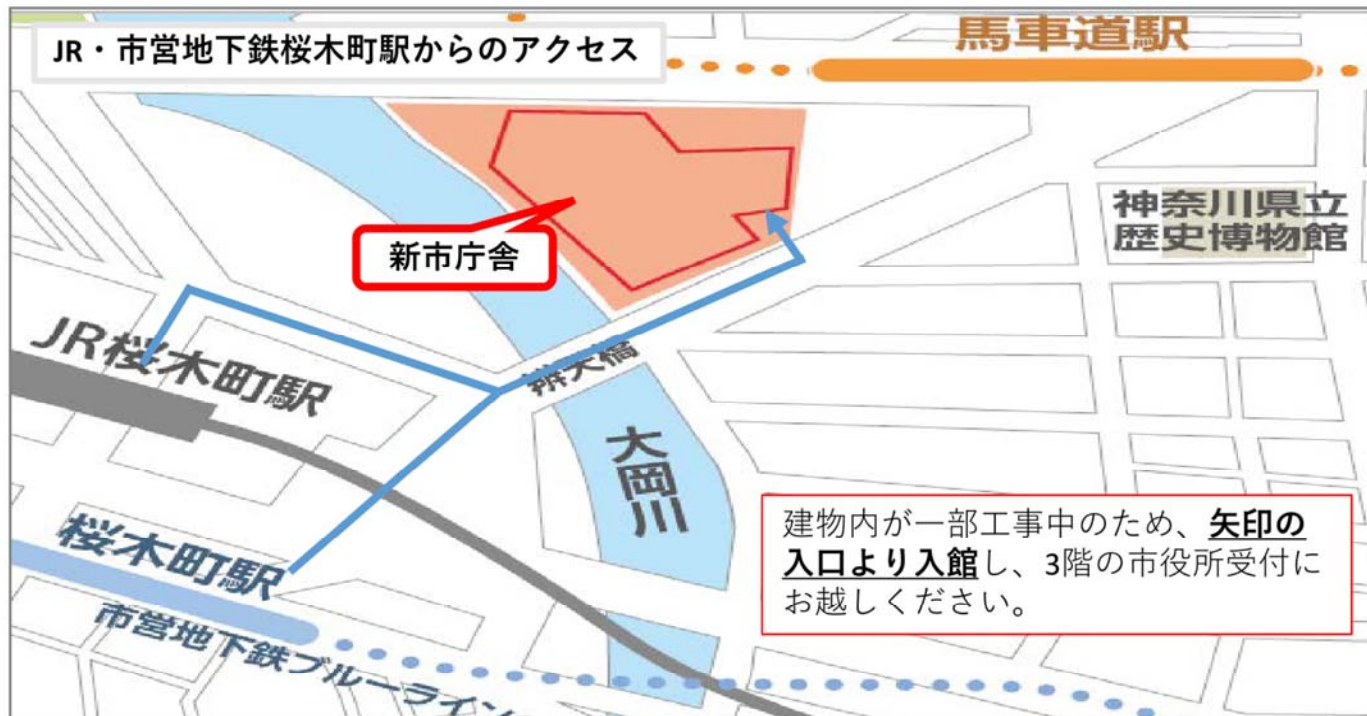 JR・市営地下鉄桜木町駅からのアクセス
馬車道駅
神奈川県立
歴史博物館
新市庁舎
JR桜木町駅
弁天橋
大岡川
桜木町駅
市営地下鉄ブルーライン
建物内が一部工事中のため、矢印の
入口より入館し、3階の市役所受付に
お越しください。